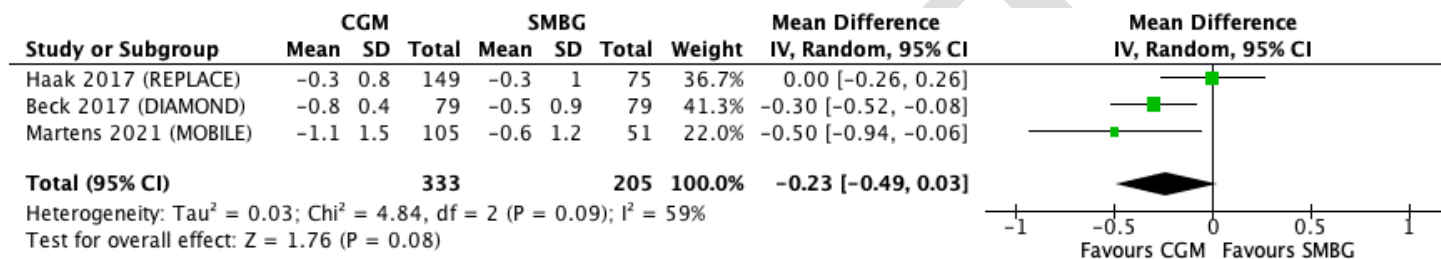 CGM SMBG Mean Difference Mean Difference
Study or Subgroup Mean SD Total Mean SD Total Weight IV, Random, 95% CI IV, Random, 95% CI
Haak 2017 (REPLACE) −0.3 0.8 149 −0.3 1 75 36.7% 0.00 [−0.26, 0.26]
Beck 2017 (DIAMOND) −0.8 0.4 79 −0.5 0.9 79 41.3% −0.30 [−0.52, −0.08]
Martens 2021 (MOBILE) −1.1 1.5 105 −0.6 1.2 51 22.0% −0.50 [−0.94, −0.06]
Total (95% CI) 333 205 100.0% −0.23 [−0.49, 0.03]
Heterogeneity: Tau² = 0.03; Chi² = 4.84, df = 2 (P = 0.09); I² = 59%
Test for overall effect: Z = 1.76 (P = 0.08)
−1 −0.5 0 0.5 1
Favours CGM Favours SMBG